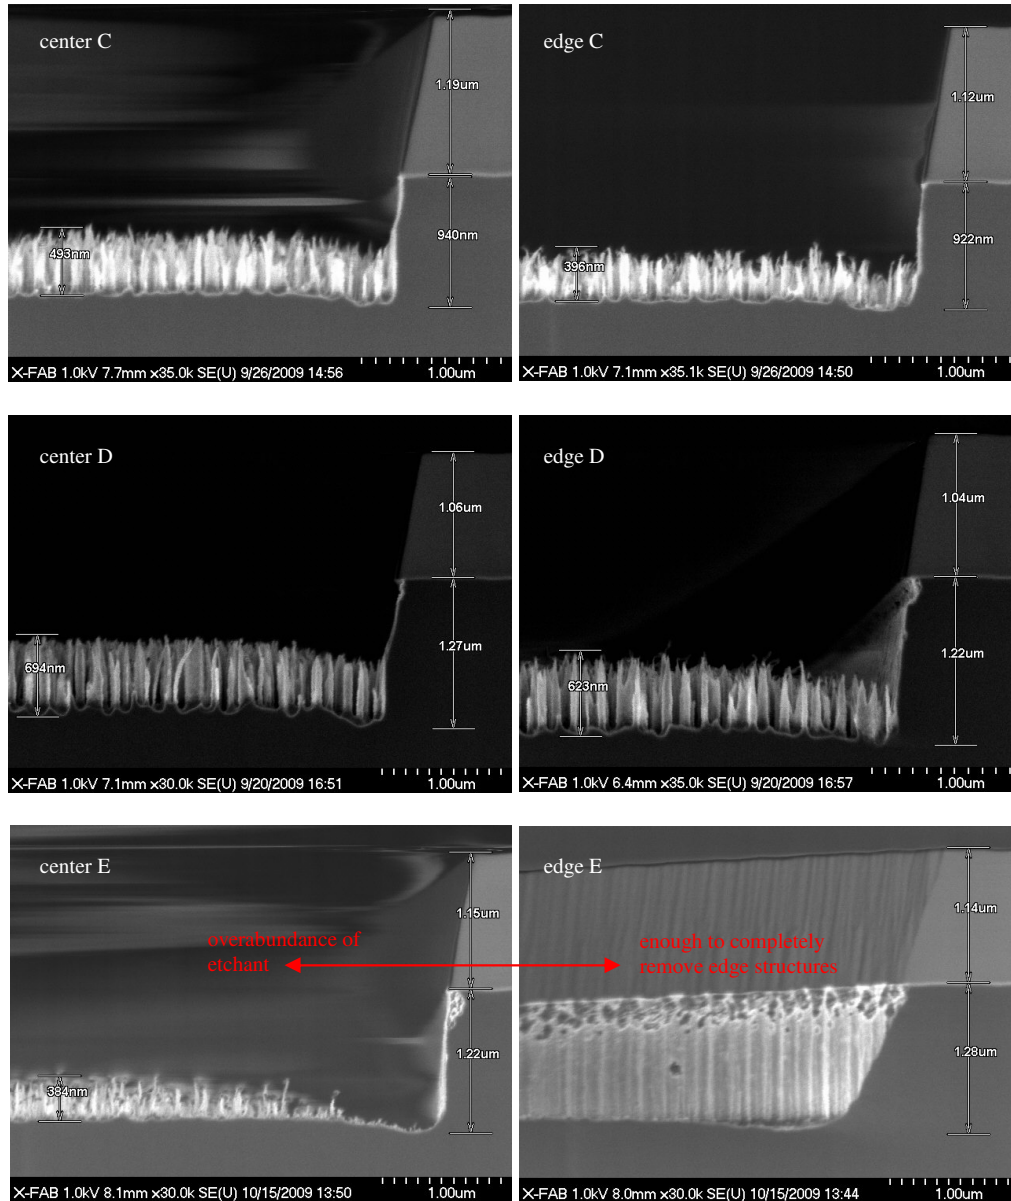 center C
1.19um
940nm
493nm
X-FAB 1.0kV 7.7mm x35.0k SE(U) 9/26/2009 14:56
1.00um
edge C
1.12um
922nm
396nm
X-FAB 1.0kV 7.1mm x35.1k SE(U) 9/26/2009 14:50
1.00um
center D
1.06um
1.27um
694nm
X-FAB 1.0kV 7.1mm x30.0k SE(U) 9/20/2009 16:51
1.00um
edge D
1.04um
1.22um
623nm
X-FAB 1.0kV 6.4mm x35.0k SE(U) 9/20/2009 16:57
1.00um
center E
1.15um
overabundance of
etchant
1.22um
384nm
X-FAB 1.0kV 8.1mm x30.0k SE(U) 10/15/2009 13:50
1.00um
edge E
1.14um
enough to completely
remove edge structures
1.28um
X-FAB 1.0kV 8.0mm x30.0k SE(U) 10/15/2009 13:44
1.00um